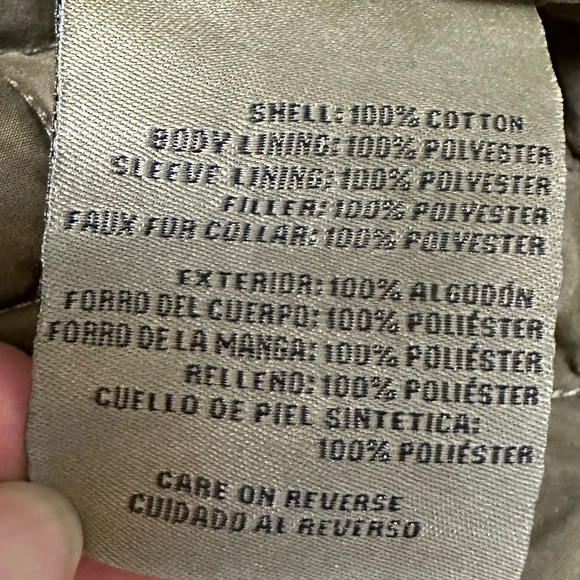 SHELL: 100% COTTON
BODY LINING: 100% POLYESTER
SLEEVE LINING: 100% POLYESTER
FILLER: 100% POLYESTER
FAUX FUR COLLAR: 100% POLYESTER
EXTERIOR: 100% ALGODÓN
FORRO DEL CUERPO: 100% POLIÉSTER
FORRO DE LA MANGA: 100% POLIÉSTER
RELLENO: 100% POLIÉSTER
CUELLO DE PIEL SINTETICA:
100% POLIÉSTER
CARE ON REVERSE
CUIDADO AL REVERSO